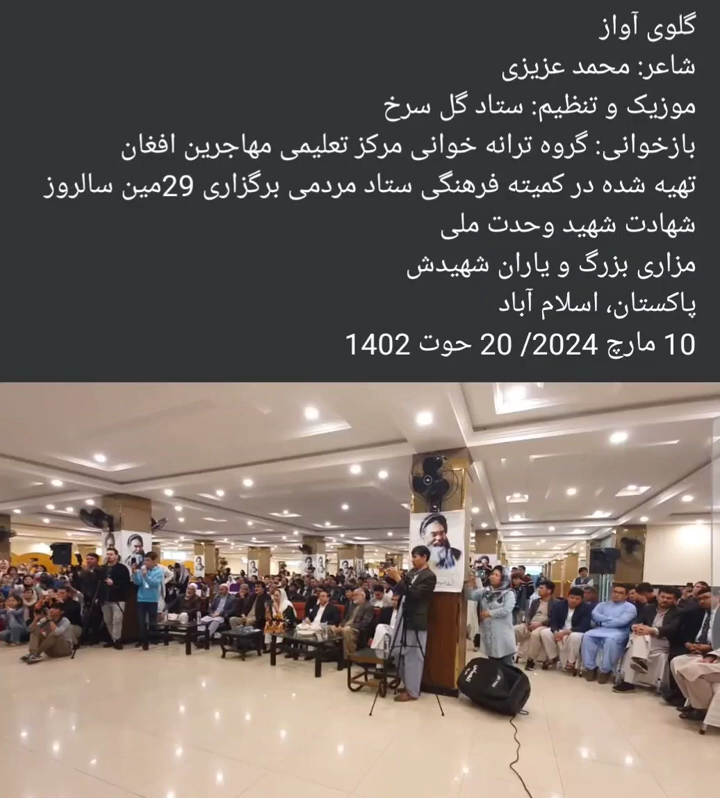 گلوی آواز
شاعر: محمد عزیزی
موزیک و تنظیم: ستاد گل سرخ
بازخوانی: گروه ترانه خوانی مرکز تعلیمی مهاجرین افغان
تهیه شده در کمیته فرهنگی ستاد مردمی برگزاری 29مین سالروز
شهادت شهید وحدت ملی
مزاری بزرگ و یاران شهیدش
پاکستان، اسلام آباد
10 مارچ 2024/ 20 حوت 1402